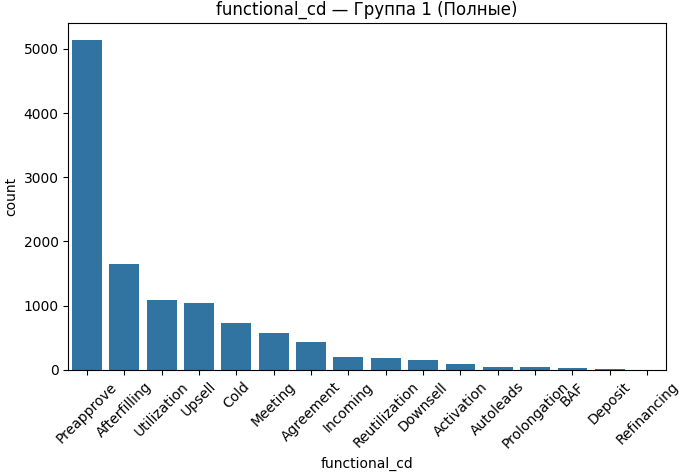 functional_cd — Группа 1 (Полные)
5000
4000
3000
2000
1000
0
count
Preapprove
Afterfilling
Utilization
Upsell
Cold
Meeting
Agreement
Incoming
Reutilization
Downsell
Activation
Autoleads
Prolongation
BAF
Deposit
Refinancing
functional_cd